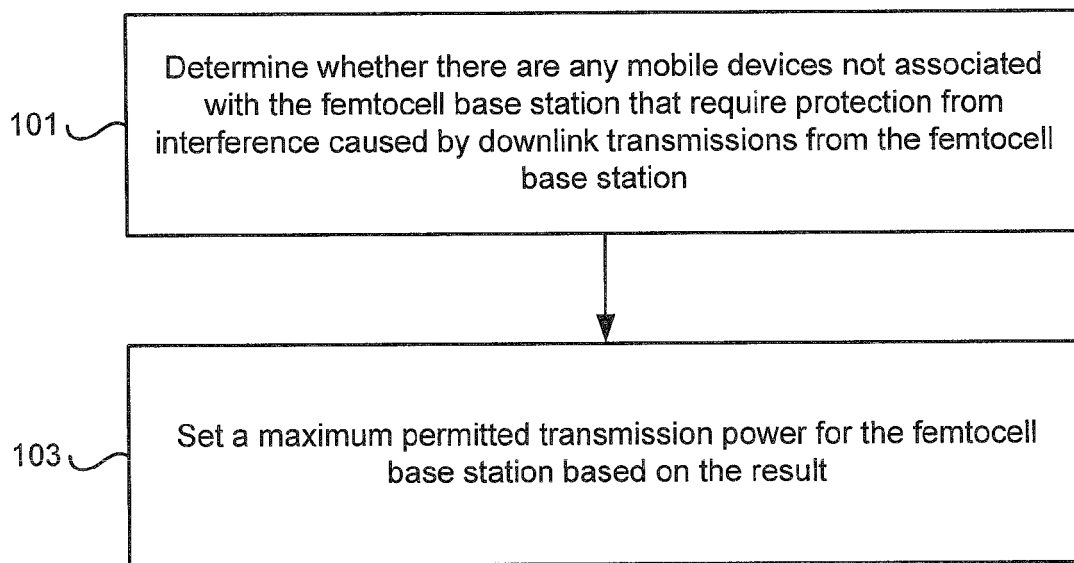 101
Determine whether there are any mobile devices not associated
with the femtocell base station that require protection from
interference caused by downlink transmissions from the femtocell
base station
103
Set a maximum permitted transmission power for the femtocell
base station based on the result